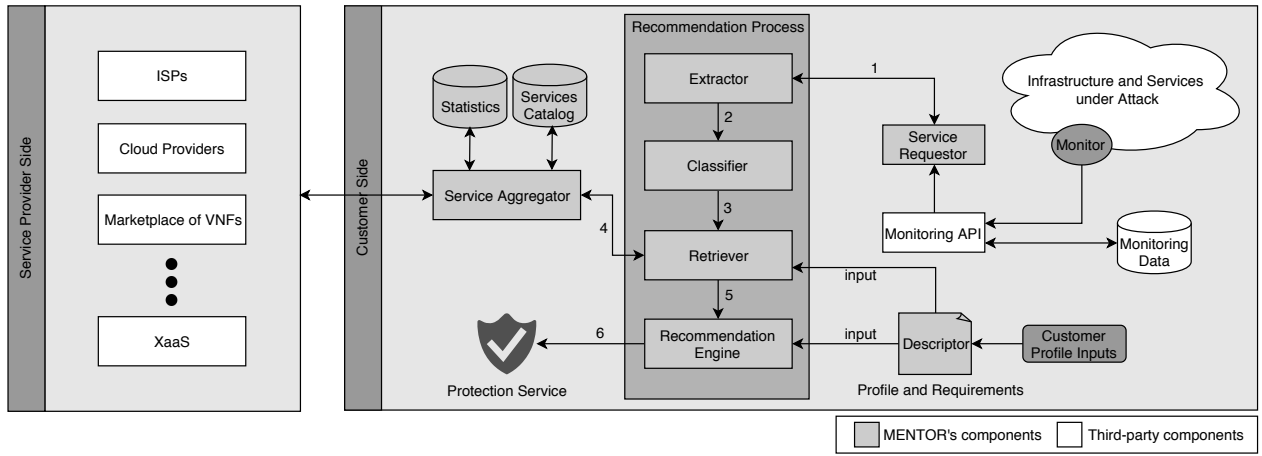 Service Provider Side
ISPs
Cloud Providers
Marketplace of VNFs
XaaS
Customer Side
Statistics
Services
Catalog
Service Aggregator
4
Recommendation Process
Extractor
2
Classifier
3
Retriever
5
Recommendation
Engine
6
Protection Service
1
Service
Requestor
Infrastructure and Services
under Attack
Monitor
Monitoring API
Monitoring
Data
input
input
Descriptor
Customer
Profile Inputs
Profile and Requirements
MENTOR's components
Third-party components